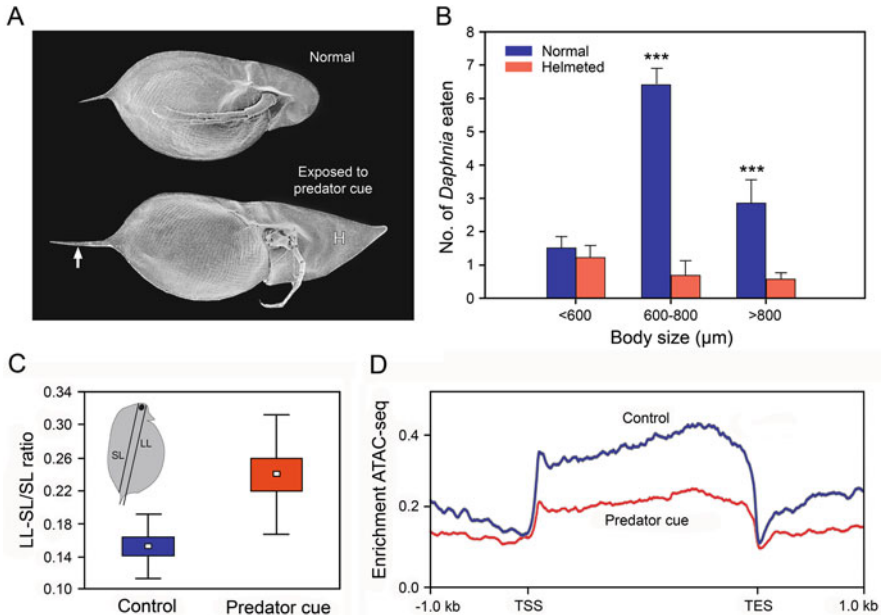 A
Normal
Exposed to
predator cue
H
B
No. of Daphnia eaten
8
7
6
5
4
3
2
1
0
Normal
Helmeted
***
***
<600
600-800
>800
Body size (µm)
C
LL-SL/SL ratio
0.34
0.30
0.26
0.22
0.18
0.14
0.10
SL
LL
Control
Predator cue
D
Enrichment ATAC-seq
0.4
0.2
0.0
Control
Predator cue
-1.0 kb
TSS
TES
1.0 kb